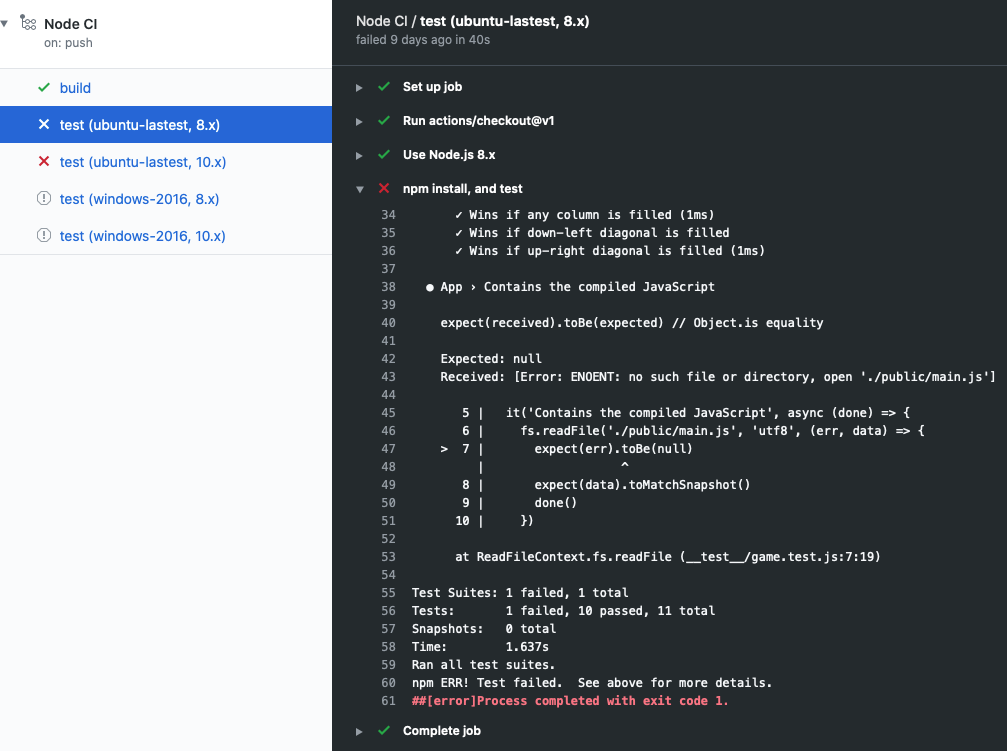 Node CI
on: push
build
test (ubuntu-lastest, 8.x)
test (ubuntu-lastest, 10.x)
test (windows-2016, 8.x)
test (windows-2016, 10.x)
Node CI / test (ubuntu-lastest, 8.x)
failed 9 days ago in 40s
Set up job
Run actions/checkout@v1
Use Node.js 8.x
npm install, and test
34 ✓ Wins if any column is filled (1ms)
35 ✓ Wins if down-left diagonal is filled
36 ✓ Wins if up-right diagonal is filled (1ms)
37
38 ● App › Contains the compiled JavaScript
39
40 expect(received).toBe(expected) // Object.is equality
41
42 Expected: null
43 Received: [Error: ENOENT: no such file or directory, open './public/main.js']
44
45 5 | it('Contains the compiled JavaScript', async (done) => {
46 6 | fs.readFile('./public/main.js', 'utf8', (err, data) => {
47 > 7 | expect(err).toBe(null)
48 | ^
49 8 | expect(data).toMatchSnapshot()
50 9 | done()
51 10 | })
52
53 at ReadFileContext.fs.readFile (__test__/game.test.js:7:19)
54
55 Test Suites: 1 failed, 1 total
56 Tests: 1 failed, 10 passed, 11 total
57 Snapshots: 0 total
58 Time: 1.637s
59 Ran all test suites.
60 npm ERR! Test failed. See above for more details.
61 ##[error]Process completed with exit code 1.
Complete job